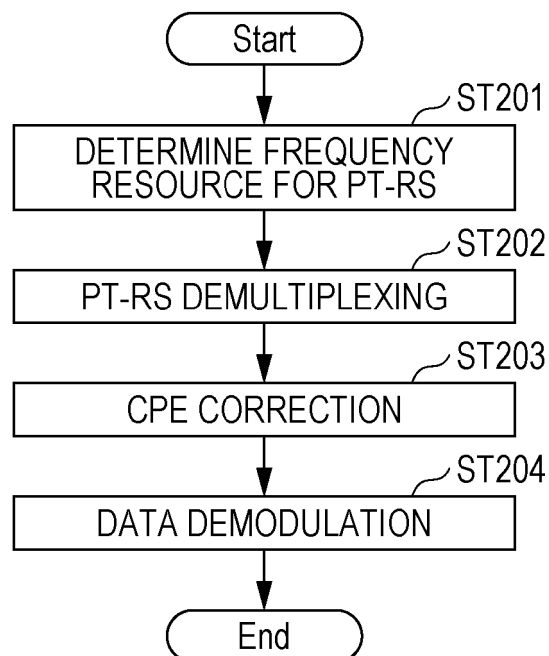 Start
ST201
DETERMINE FREQUENCY
RESOURCE FOR PT-RS
ST202
PT-RS DEMULTIPLEXING
ST203
CPE CORRECTION
ST204
DATA DEMODULATION
End